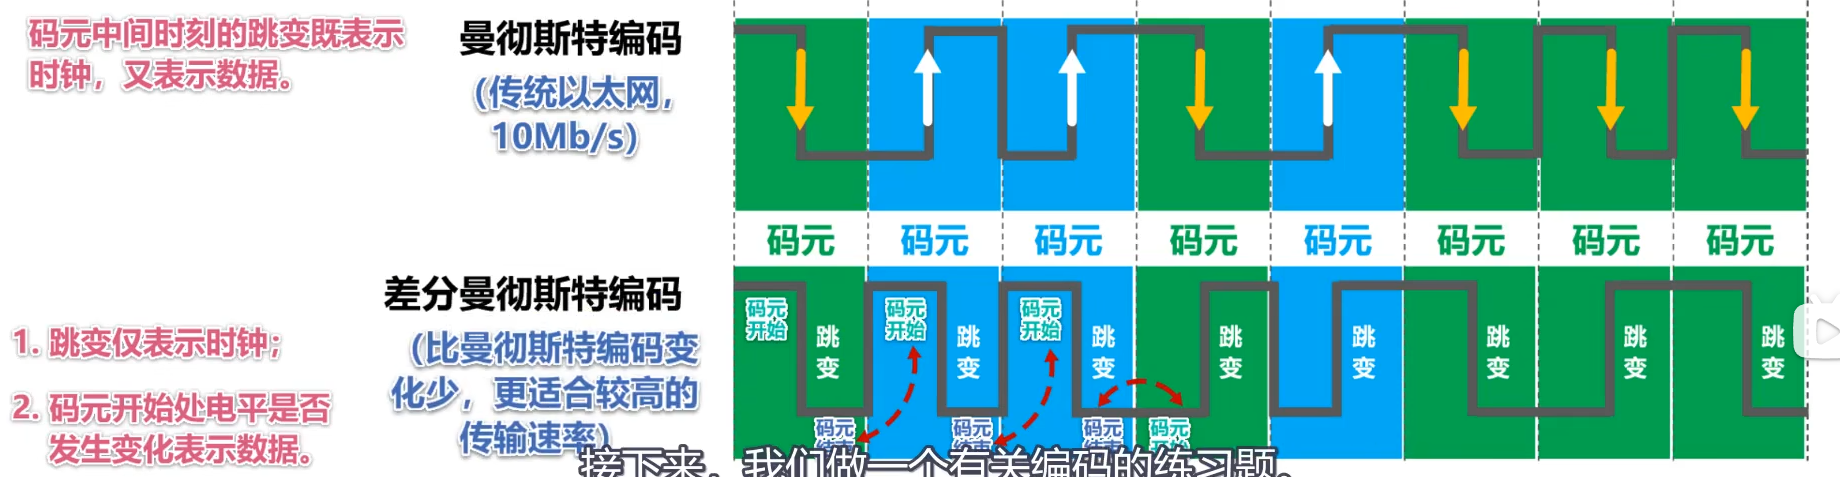 码元中间时刻的跳变既表示
时钟，又表示数据。
曼彻斯特编码
（传统以太网，
10Mb/s）
码元 码元 码元 码元 码元 码元 码元 码元
差分曼彻斯特编码
（比曼彻斯特编码变
化少，更适合较高的
传输速率）
1. 跳变仅表示时钟；
2. 码元开始处电平是否
发生变化表示数据。
码元
开始
码元
开始
码元
开始
跳变 跳变 跳变 跳变 跳变 跳变 跳变 跳变
码元
码元
码元
码元
接下来，我们做一个有关编码的练习题。